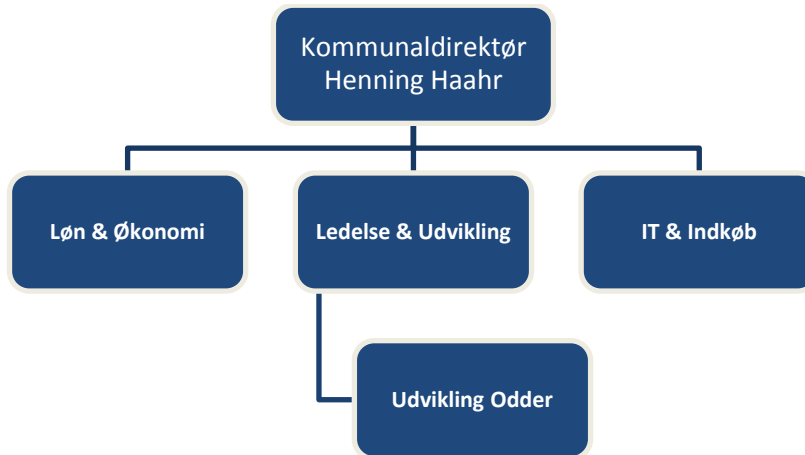 Kommunaldirektør
Henning Haahr
Løn & Økonomi
Ledelse & Udvikling
IT & Indkøb
Udvikling Odder